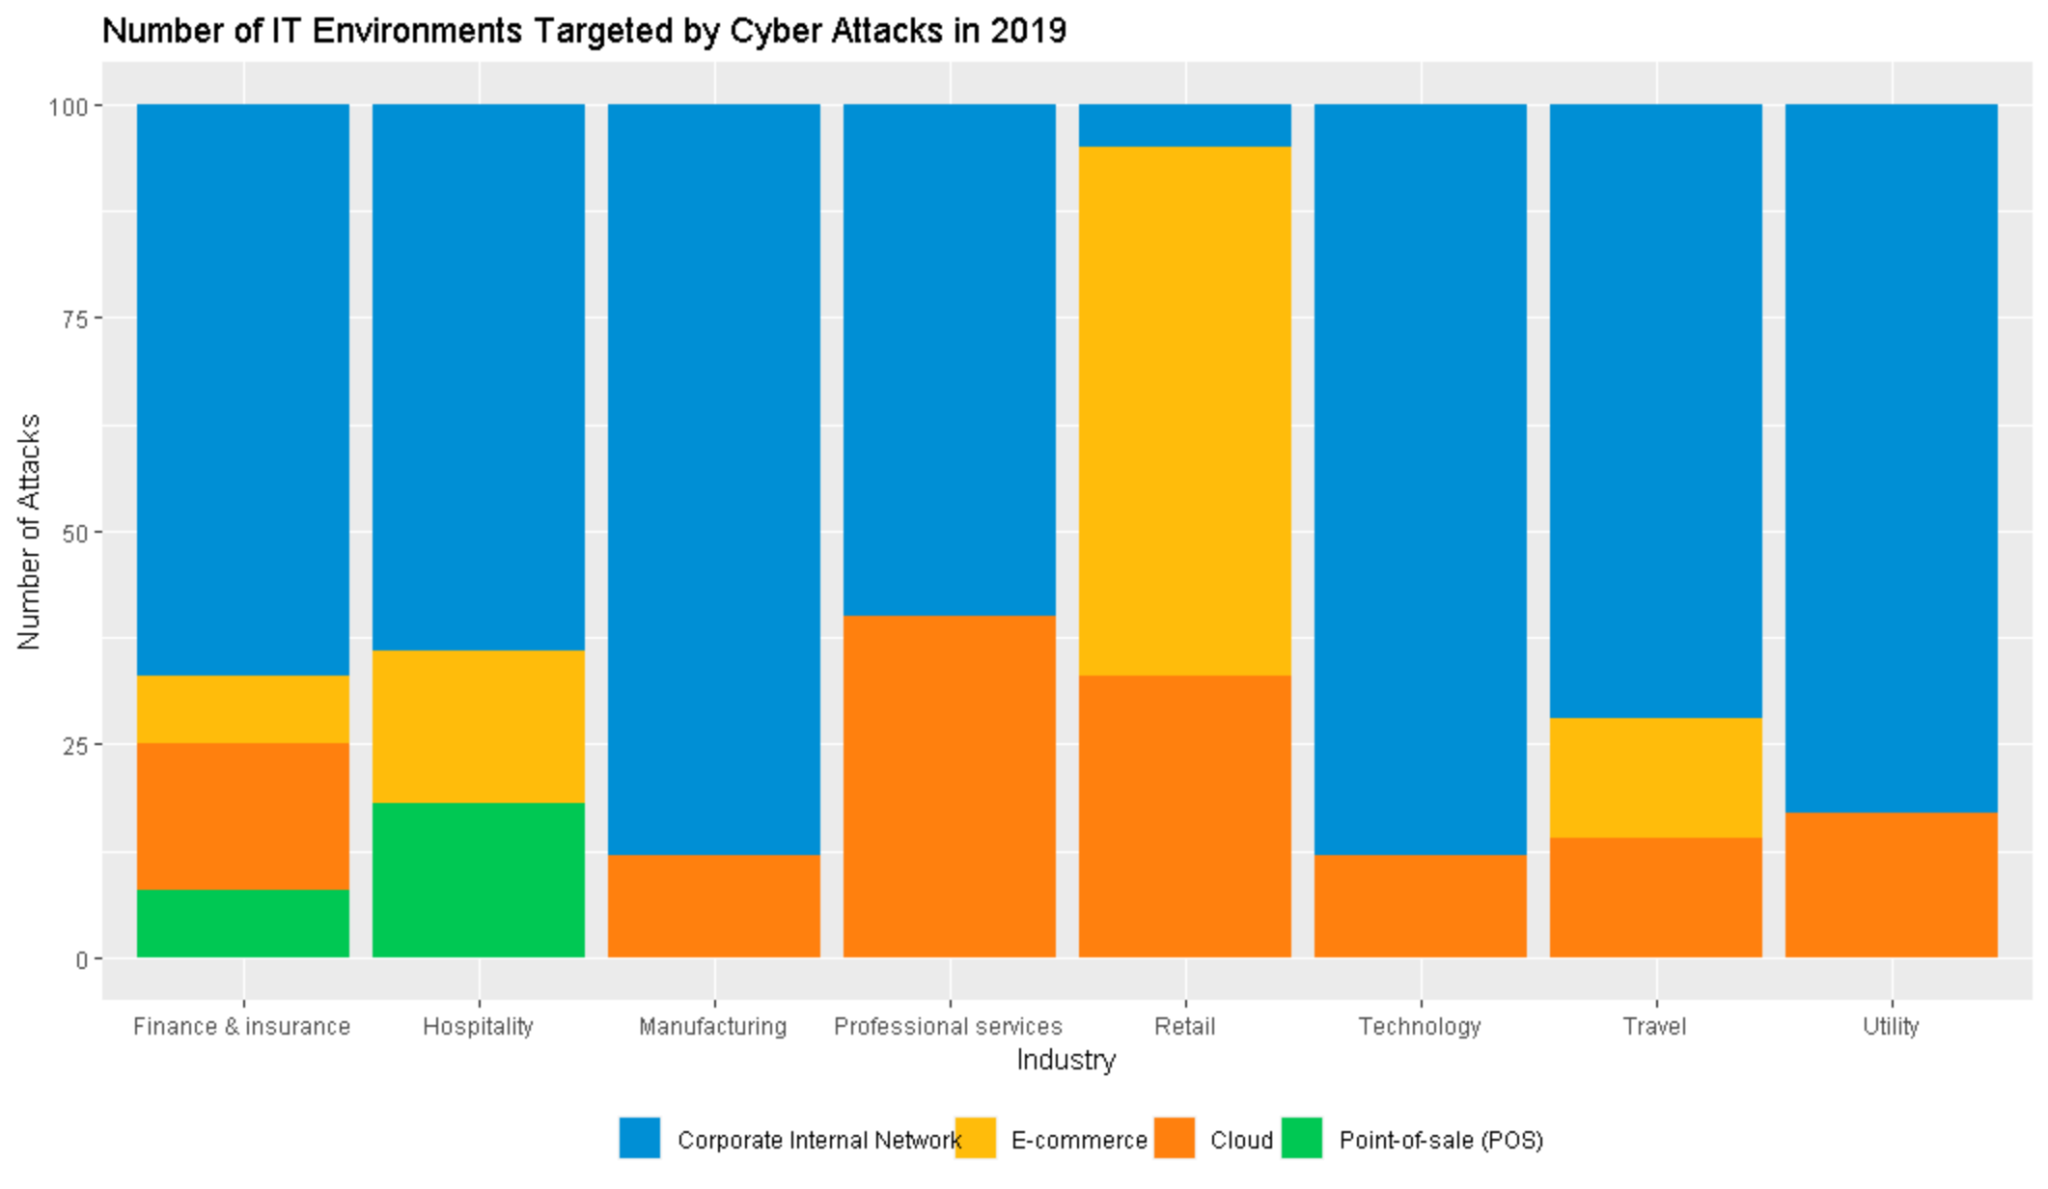 Number of IT Environments Targeted by Cyber Attacks in 2019
Number of Attacks
100
75
50
25
0
Finance & insurance Hospitality Manufacturing Professional services Retail Technology Travel Utility
Industry
Corporate Internal Network E-commerce Cloud Point-of-sale (POS)